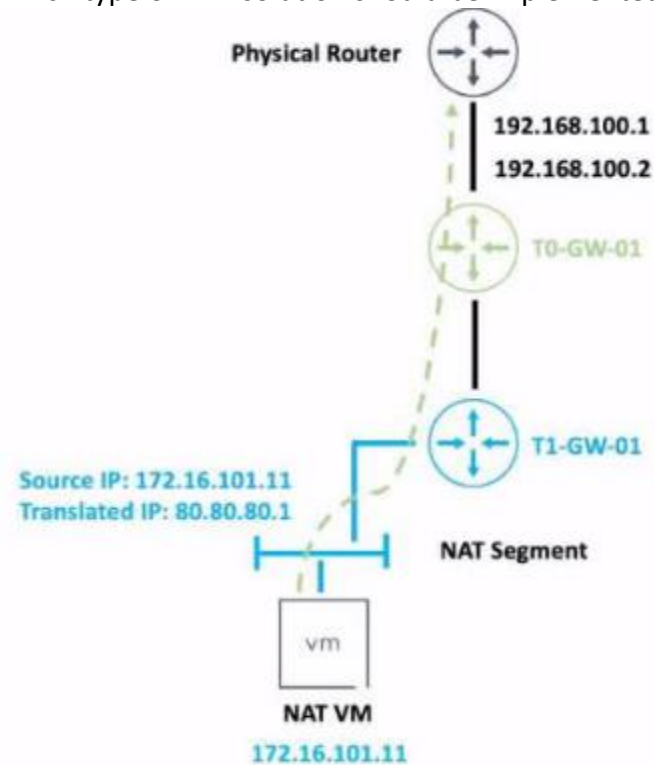 Physical Router
192.168.100.1
192.168.100.2
T0-GW-01
T1-GW-01
Source IP: 172.16.101.11
Translated IP: 80.80.80.1
NAT Segment
vm
NAT VM
172.16.101.11